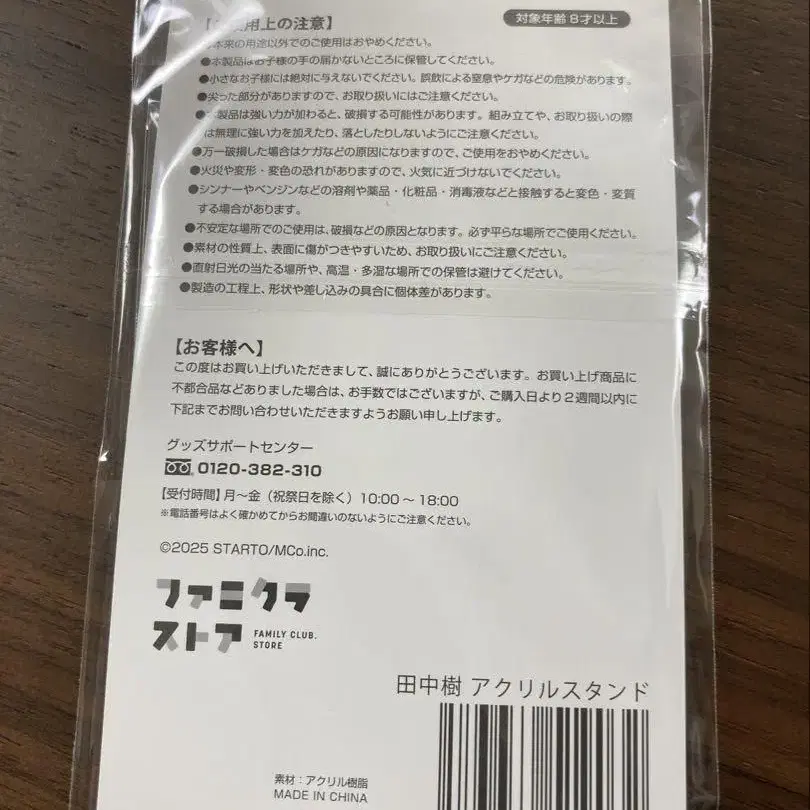 【ご使用上の注意】
対象年齢8才以上
本来の用途以外でのご使用はおやめください。
●本製品はお子様の手の届かないところに保管してください。
●小さなお子様には絶対に与えないでください。誤飲による窒息やケガなどの危険があります。
●尖った部分がありますので、お取り扱いにはご注意ください。
本製品は強い力が加わると、破損する可能性があります。組み立てや、お取り扱いの際
は無理に強い力を加えたり、落としたりしないようにご注意ください。
●万一破損した場合はケガなどの原因になりますので、ご使用をおやめください。
●火災や変形・変色の恐れがありますので、火気に近づけないでください。
●シンナーやベンジンなどの溶剤や薬品・化粧品・消毒液などと接触すると変色・変質
する場合があります。
●不安定な場所でのご使用は、破損などの原因となります。必ず平らな場所でご使用ください。
●素材の性質上、表面に傷がつきやすいため、お取り扱いにご注意ください。
●直射日光の当たる場所や、高温・多湿な場所での保管は避けてください。
●製造の工程上、形状や差し込みの具合に個体差があります。
【お客様へ】
この度はお買い上げいただきまして、誠にありがとうございます。お買い上げ商品に
不都合品などありました場合は、お手数ではございますが、ご購入日より2週間以内に
下記までお問い合わせいただきますようお願い申し上げます。
グッズサポートセンター
0120-382-310
【受付時間】月〜金（祝祭日を除く）10:00〜18:00
※電話番号はよく確かめてからお間違いのないようにご注意ください。
©2025 STARTO/MCo.inc.
ファミクラ
ストア FAMILY CLUB.
STORE
田中樹 アクリルスタンド
素材：アクリル樹脂
MADE IN CHINA